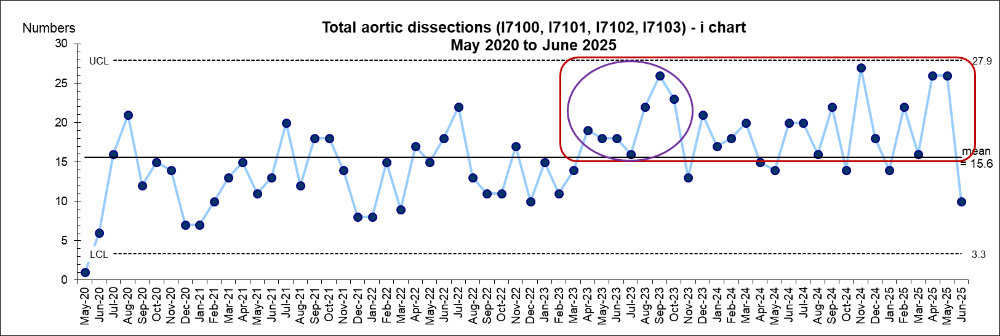 Numbers
Total aortic dissections (I7100, I7101, I7102, I7103) - i chart
May 2020 to June 2025
30
UCL
27.9
25
20
mean
15
= 15.6
10
5
LCL
3.3
0
May-20 Jun-20 Jul-20 Aug-20 Sep-20 Oct-20 Nov-20 Dec-20 Jan-21 Feb-21 Mar-21 Apr-21 May-21 Jun-21 Jul-21 Aug-21 Sep-21 Oct-21 Nov-21 Dec-21 Jan-22 Feb-22 Mar-22 Apr-22 May-22 Jun-22 Jul-22 Aug-22 Sep-22 Oct-22 Nov-22 Dec-22 Jan-23 Feb-23 Mar-23 Apr-23 May-23 Jun-23 Jul-23 Aug-23 Sep-23 Oct-23 Nov-23 Dec-23 Jan-24 Feb-24 Mar-24 Apr-24 May-24 Jun-24 Jul-24 Aug-24 Sep-24 Oct-24 Nov-24 Dec-24 Jan-25 Feb-25 Mar-25 Apr-25 May-25 Jun-25